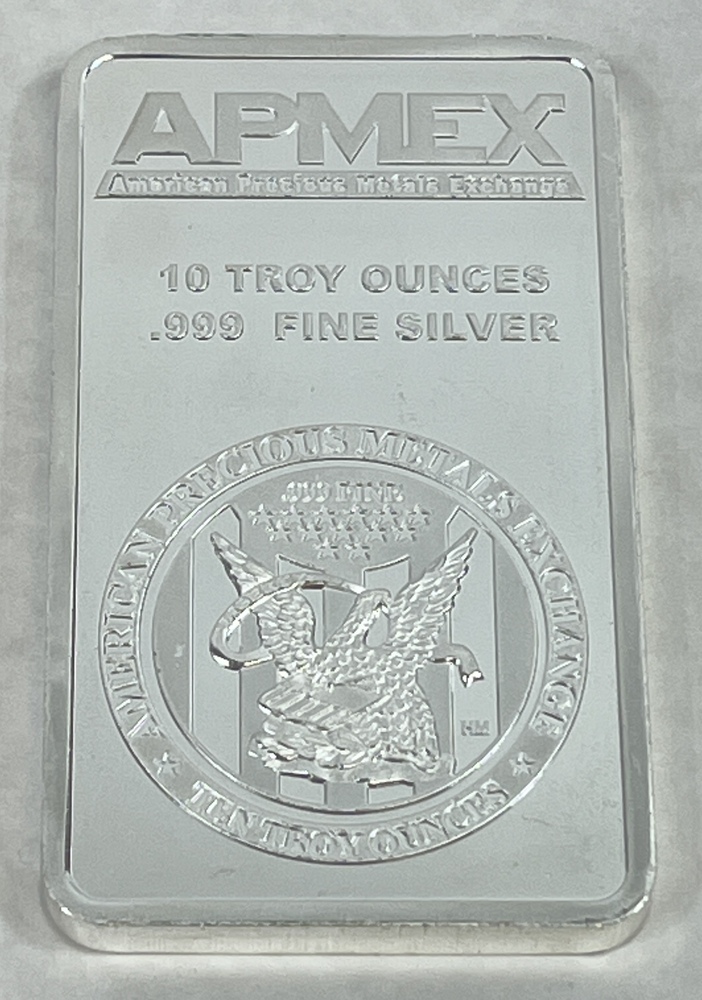 APMEX
American Precious Metals Exchange
10 TROY OUNCES
.999 FINE SILVER
AMERICAN PRECIOUS METALS EXCHANGE
.999 FINE
HM
TEN TROY OUNCES